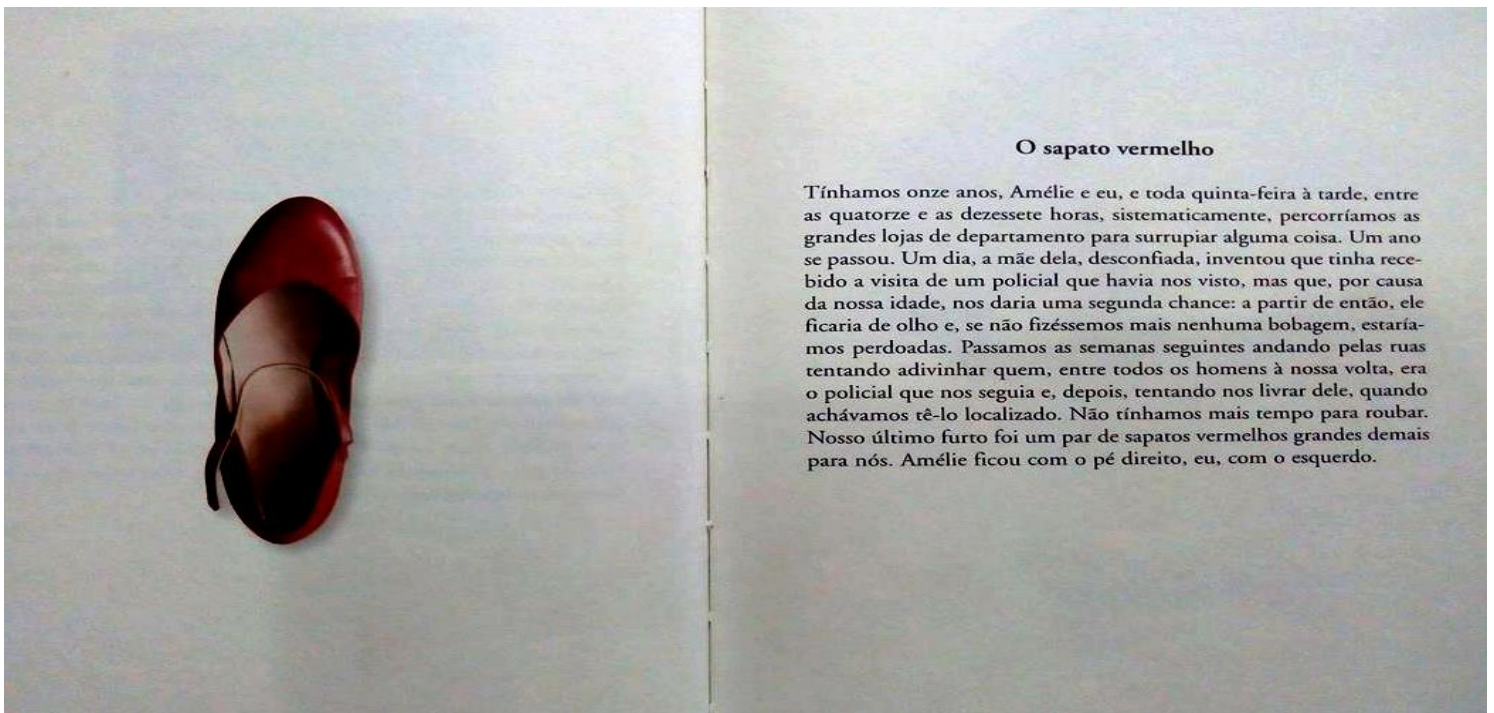 O sapato vermelho
Tínhamos onze anos, Amélie e eu, e toda quinta-feira à tarde, entre
as quatorze e as dezessete horas, sistematicamente, percorríamos as
grandes lojas de departamento para surrupiar alguma coisa. Um ano
se passou. Um dia, a mãe dela, desconfiada, inventou que tinha rece-
bido a visita de um policial que havia nos visto, mas que, por causa
da nossa idade, nos daria uma segunda chance: a partir de então, ele
ficaria de olho e, se não fizéssemos mais nenhuma bobagem, estaría-
mos perdoadas. Passamos as semanas seguintes andando pelas ruas
tentando adivinhar quem, entre todos os homens à nossa volta, era
o policial que nos seguia e, depois, tentando nos livrar dele, quando
achávamos tê-lo localizado. Não tínhamos mais tempo para roubar.
Nosso último furto foi um par de sapatos vermelhos grandes demais
para nós. Amélie ficou com o pé direito, eu, com o esquerdo.